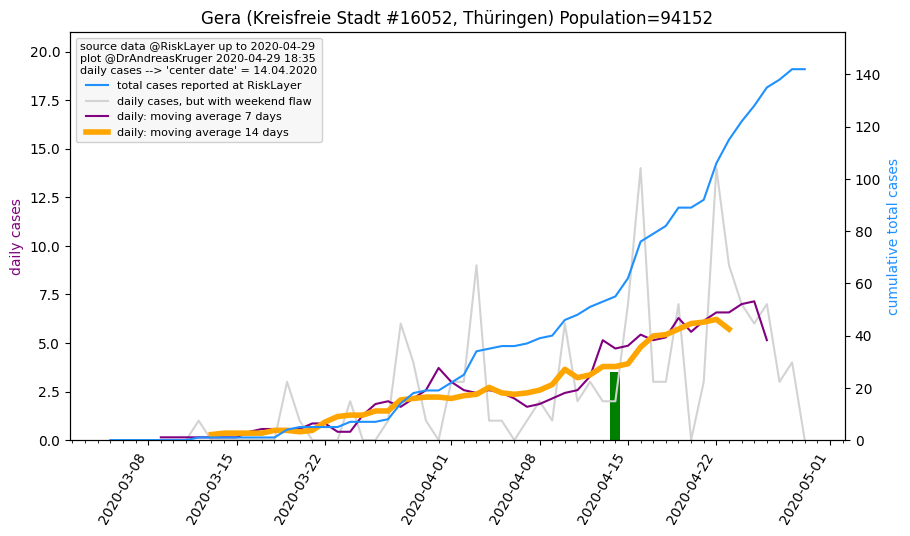 Gera (Kreisfreie Stadt #16052, Thüringen) Population=94152
source data @RiskLayer up to 2020-04-29
plot @DrAndreasKruger 2020-04-29 18:35
daily cases --> 'center date' = 14.04.2020
total cases reported at RiskLayer
daily cases, but with weekend flaw
daily: moving average 7 days
daily: moving average 14 days
daily cases
20.0
17.5
15.0
12.5
10.0
7.5
5.0
2.5
0.0
cumulative total cases
140
120
100
80
60
40
20
0
2020-03-08
2020-03-15
2020-03-22
2020-04-01
2020-04-08
2020-04-15
2020-04-22
2020-05-01